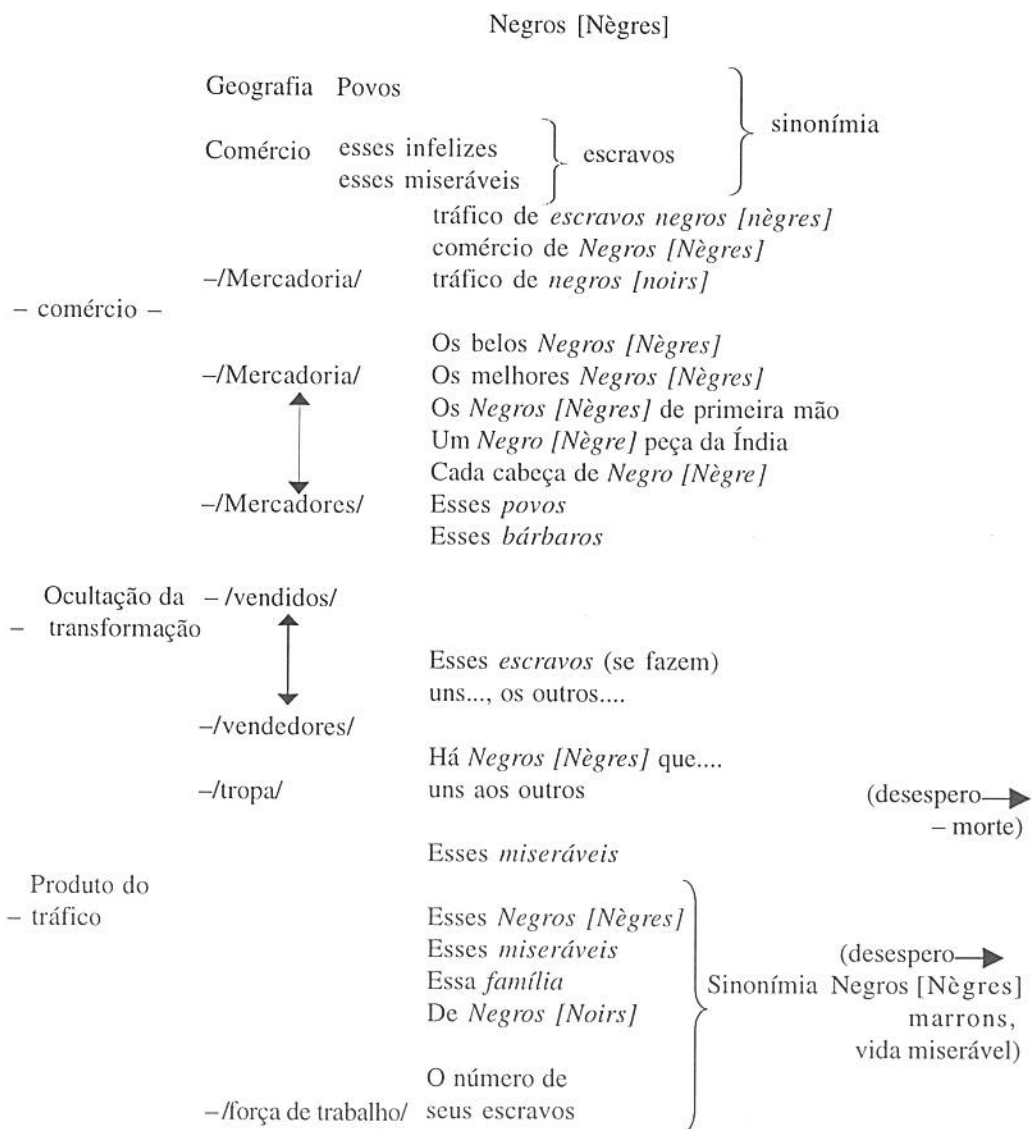 Negros [Nègres]
Geografia Povos
sinonímia
Comércio esses infelizes
escravos
esses miseráveis
tráfico de escravos negros [nègres]
comércio de Negros [Nègres]
–/Mercadoria/ tráfico de negros [noirs]
– comércio –
Os belos Negros [Nègres]
–/Mercadoria/ Os melhores Negros [Nègres]
Os Negros [Nègres] de primeira mão
Um Negro [Nègre] peça da Índia
Cada cabeça de Negro [Nègre]
–/Mercadores/ Esses povos
Esses bárbaros
Ocultação da – /vendidos/
– transformação
Esses escravos (se fazem)
uns..., os outros....
–/vendedores/
Há Negros [Nègres] que....
–/tropa/ uns aos outros (desespero
– morte)
Esses miseráveis
Produto do
– tráfico
Esses Negros [Nègres]
Esses miseráveis (desespero
Essa família Sinonímia Negros [Nègres]
De Negros [Noirs] marrons,
vida miserável)
O número de
–/força de trabalho/ seus escravos